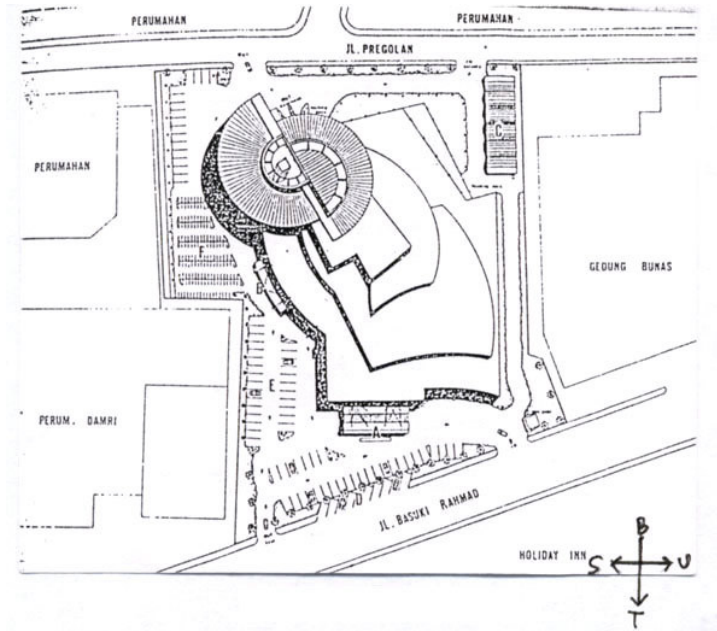 PERUMAHAN
PERUMAHAN
JL. PREGOLAN
C
PERUMAHAN
F
GEDUNG BUNAS
E
PERUM. DAMRI
A
JL. BASUKI RAHMAD
HOLIDAY INN
B
S
U
T